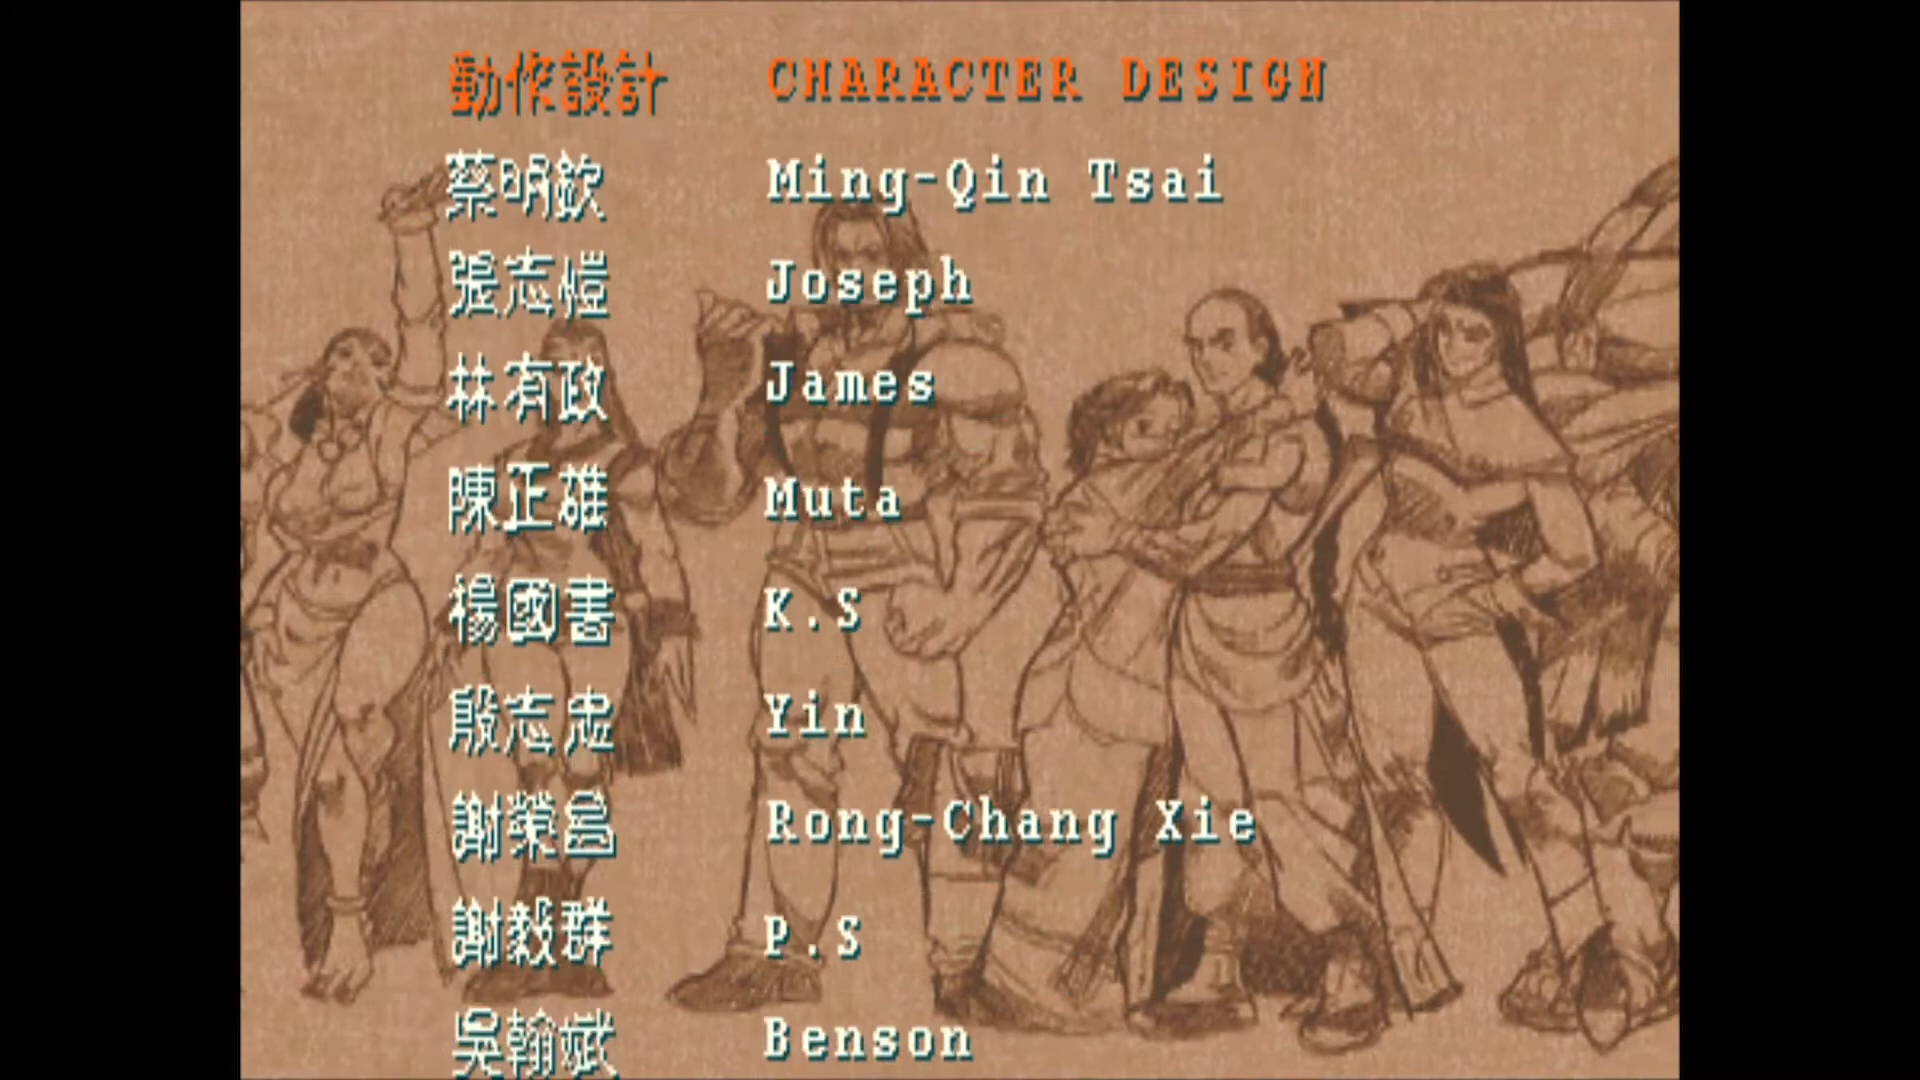 動作設計 CHARACTER DESIGN
蔡明欽 Ming-Qin Tsai
張志愷 Joseph
林宥政 James
陳正雄 Muta
楊國書 K.S
殷志忠 Yin
謝榮昌 Rong-Chang Xie
謝毅群 P.S
吳翰斌 Benson